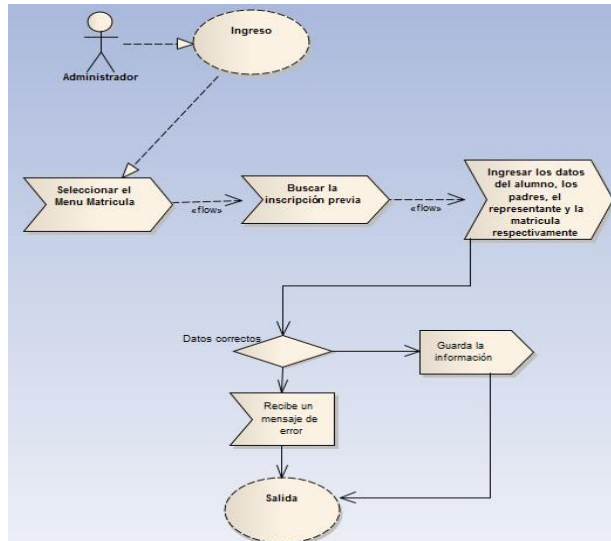 Ingreso
Administrador
Seleccionar el
Menu Matricula
«flow»
Buscar la
inscripción previa
«flow»
Ingresar los datos
del alumno, los
padres, el
representante y la
matricula
respectivamente
Datos correctos
Guarda la
información
Recibe un
mensaje de
error
Salida